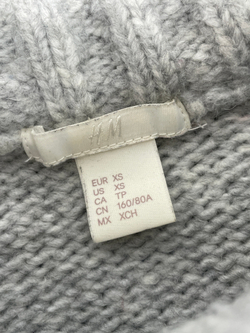 H&M
EUR XS
US XS
CA TP
CN 160/80A
MX XCH